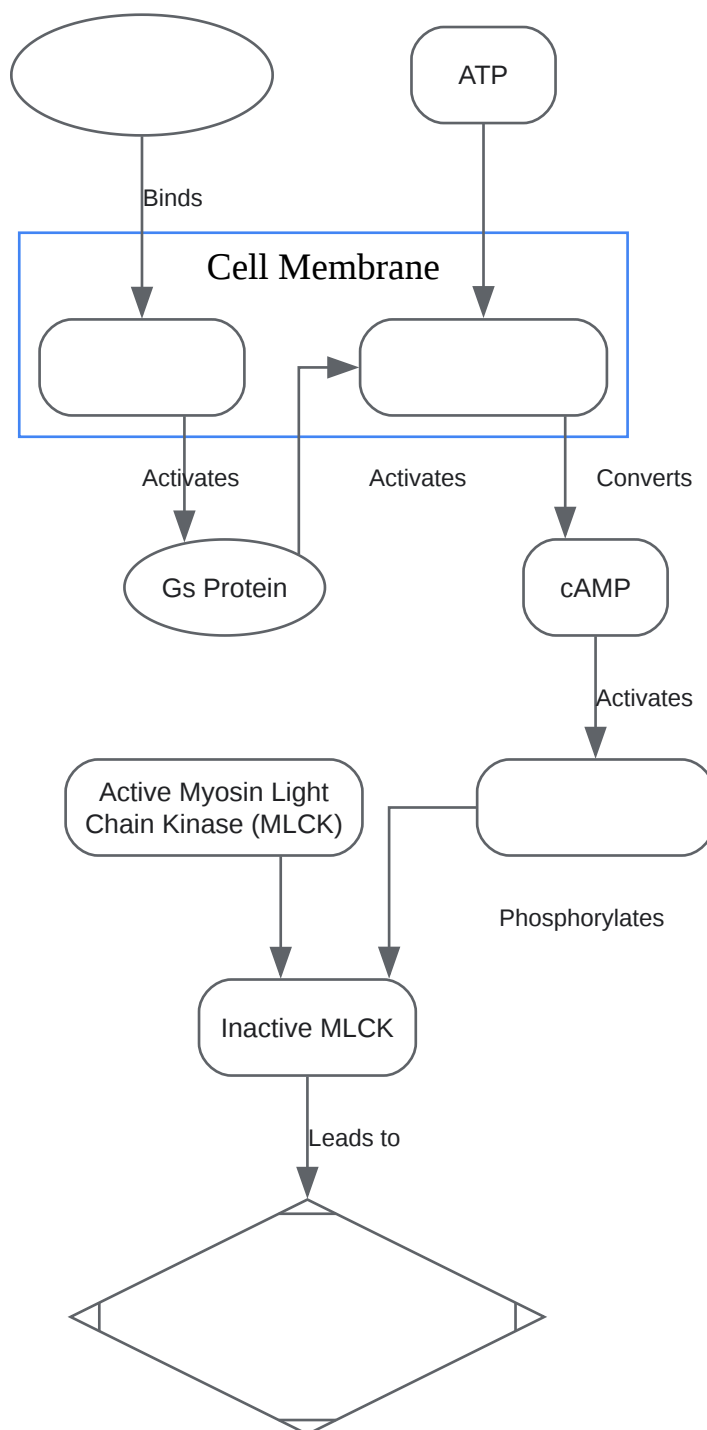 ATP
Binds
Cell Membrane
Activates
Activates
Converts
Gs Protein
cAMP
Activates
Active Myosin Light
Chain Kinase (MLCK)
Phosphorylates
Inactive MLCK
Leads to